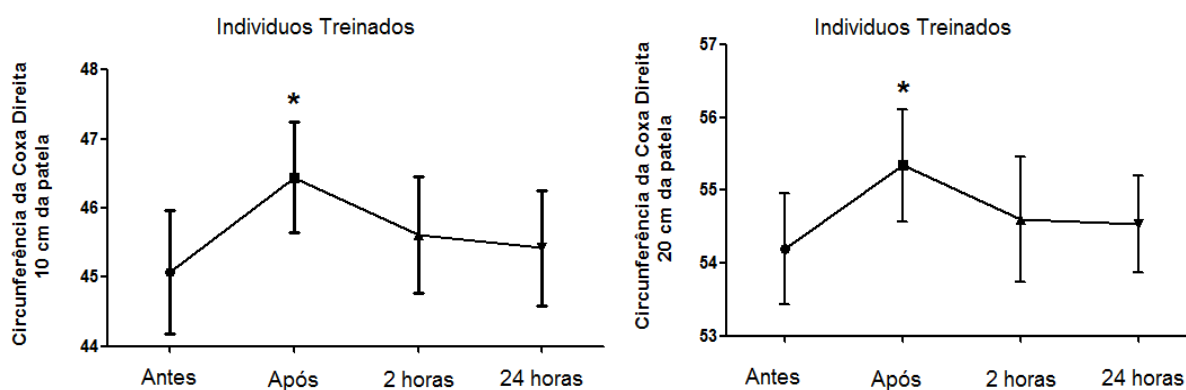 Individuos Treinados
Circunferência da Coxa Direita
10 cm da patela
48
47
46
45
44
*
Antes
Após
2 horas
24 horas
Individuos Treinados
Circunferência da Coxa Direita
20 cm da patela
57
56
55
54
53
*
Antes
Após
2 horas
24 horas